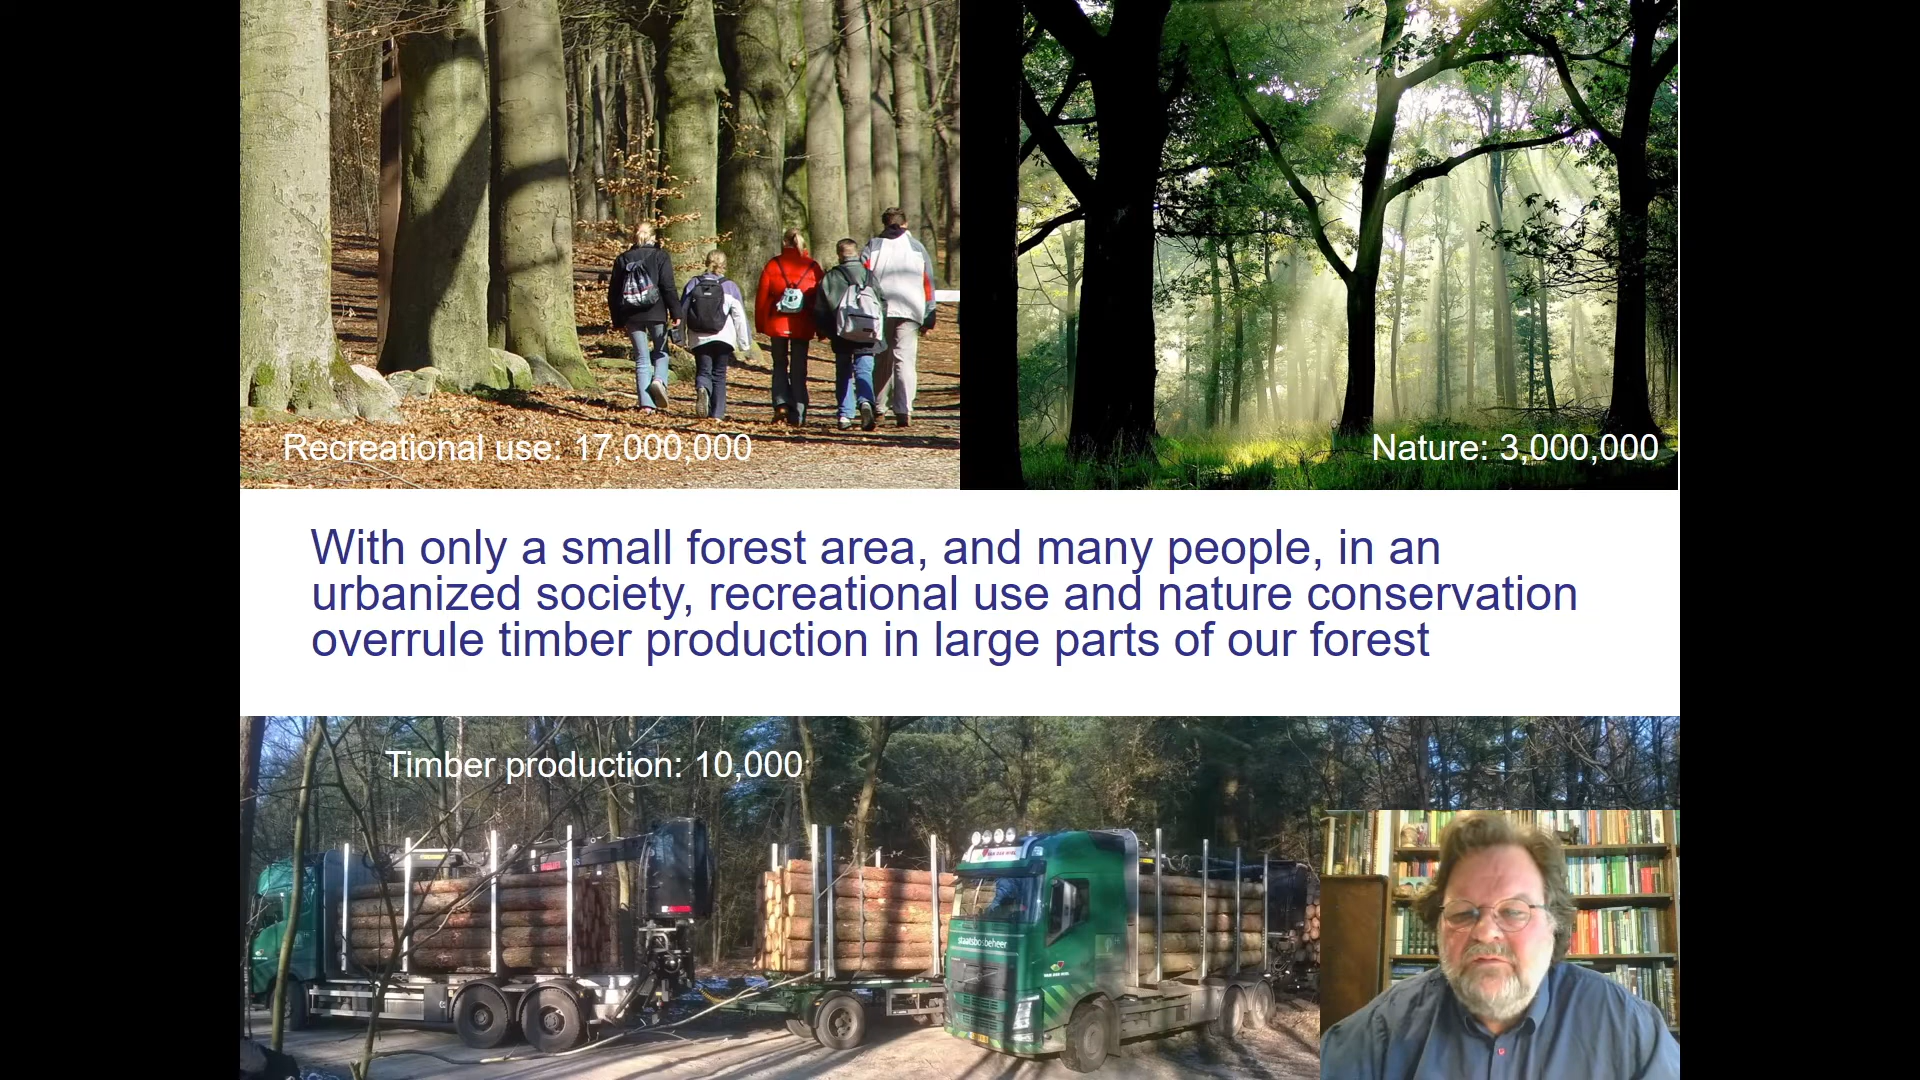 Recreational use: 17,000,000
Nature: 3,000,000
With only a small forest area, and many people, in an
urbanized society, recreational use and nature conservation
overrule timber production in large parts of our forest
Timber production: 10,000
staatsbosbeheer